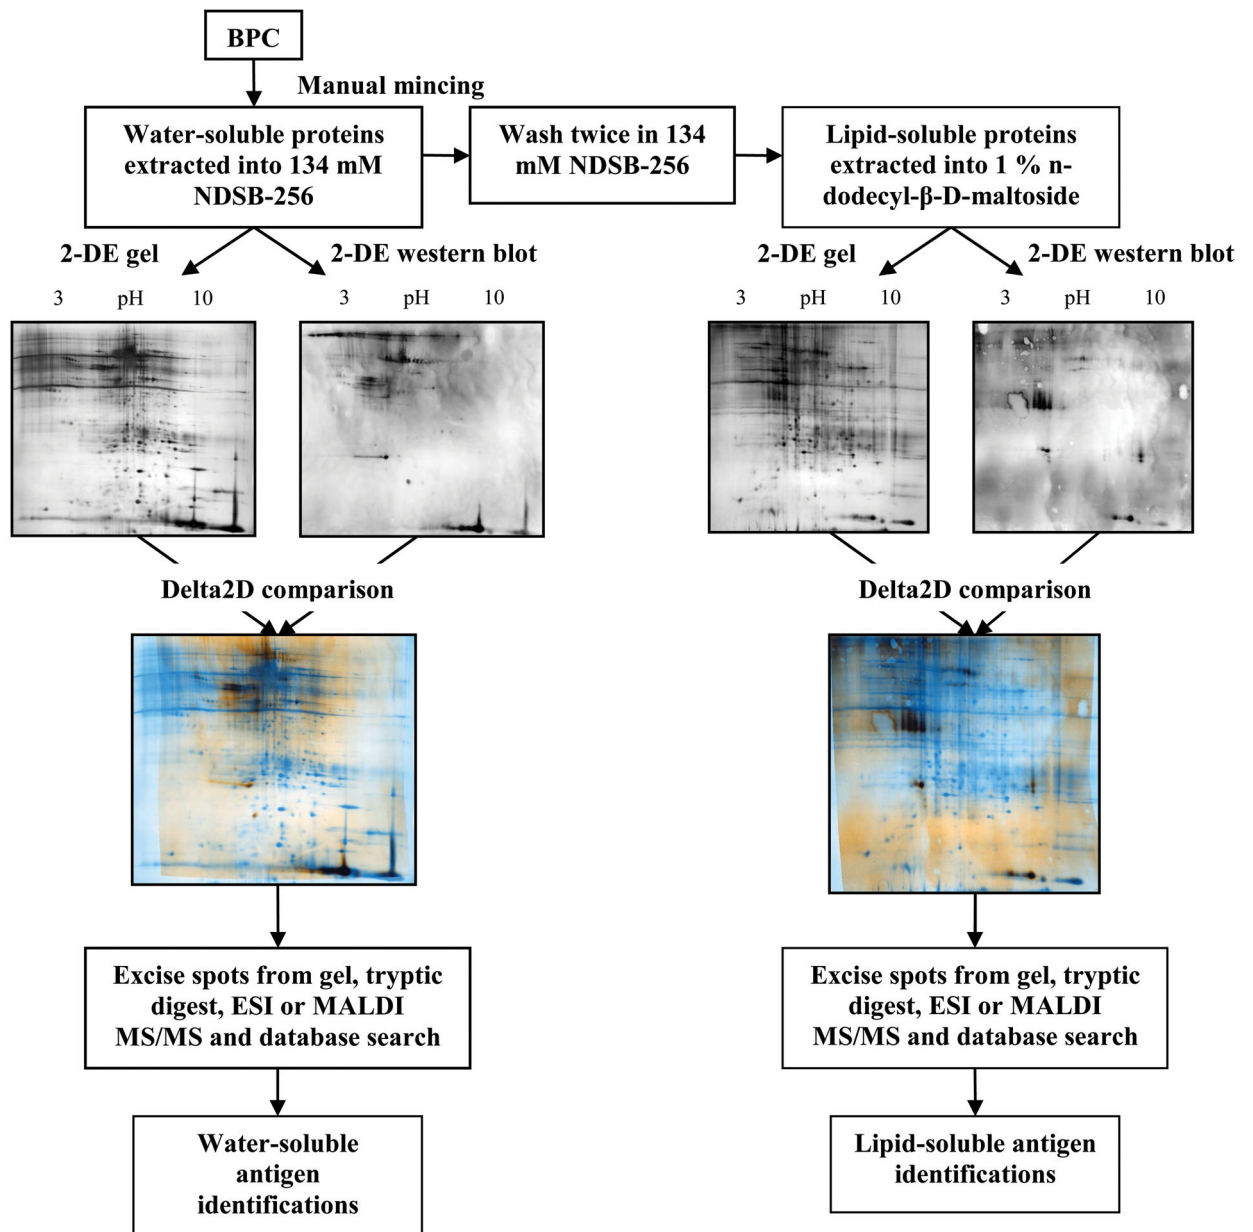 BPC
Manual mincing
Water-soluble proteins
extracted into 134 mM
NDSB-256
Wash twice in 134
mM NDSB-256
Lipid-soluble proteins
extracted into 1 % n-
dodecyl-β-D-maltoside
2-DE gel
2-DE western blot
2-DE gel
2-DE western blot
3 pH 10
3 pH 10
3 pH 10
3 pH 10
Delta2D comparison
Delta2D comparison
Excise spots from gel, tryptic
digest, ESI or MALDI
MS/MS and database search
Excise spots from gel, tryptic
digest, ESI or MALDI
MS/MS and database search
Water-soluble
antigen
identifications
Lipid-soluble antigen
identifications